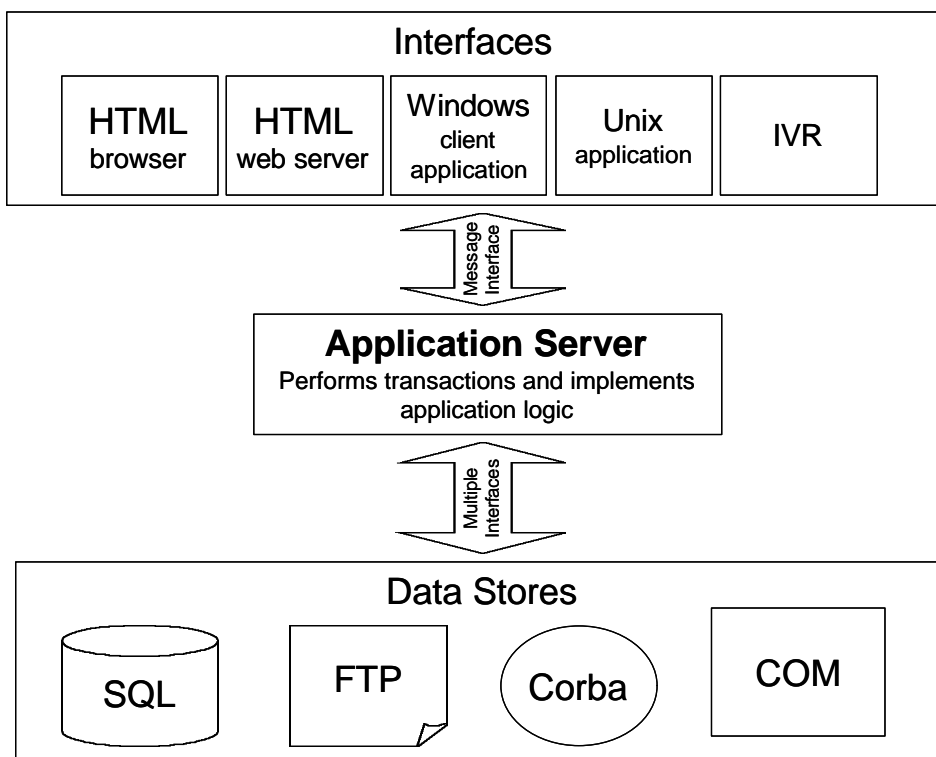 Interfaces
HTML
browser
HTML
web server
Windows
client
application
Unix
application
IVR
Message
Interface
Application Server
Performs transactions and implements
application logic
Multiple
Interfaces
Data Stores
SQL
FTP
Corba
COM